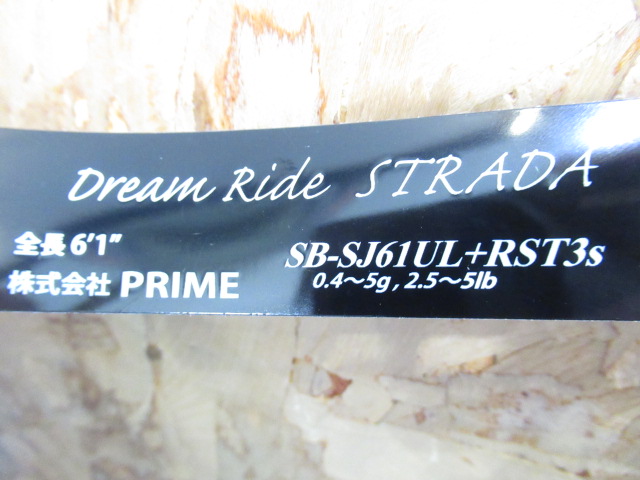 Dream Ride STRADA
全長 6'1"
SB-SJ61UL+RST3s
株式会社 PRIME
0.4～5g , 2.5～5lb